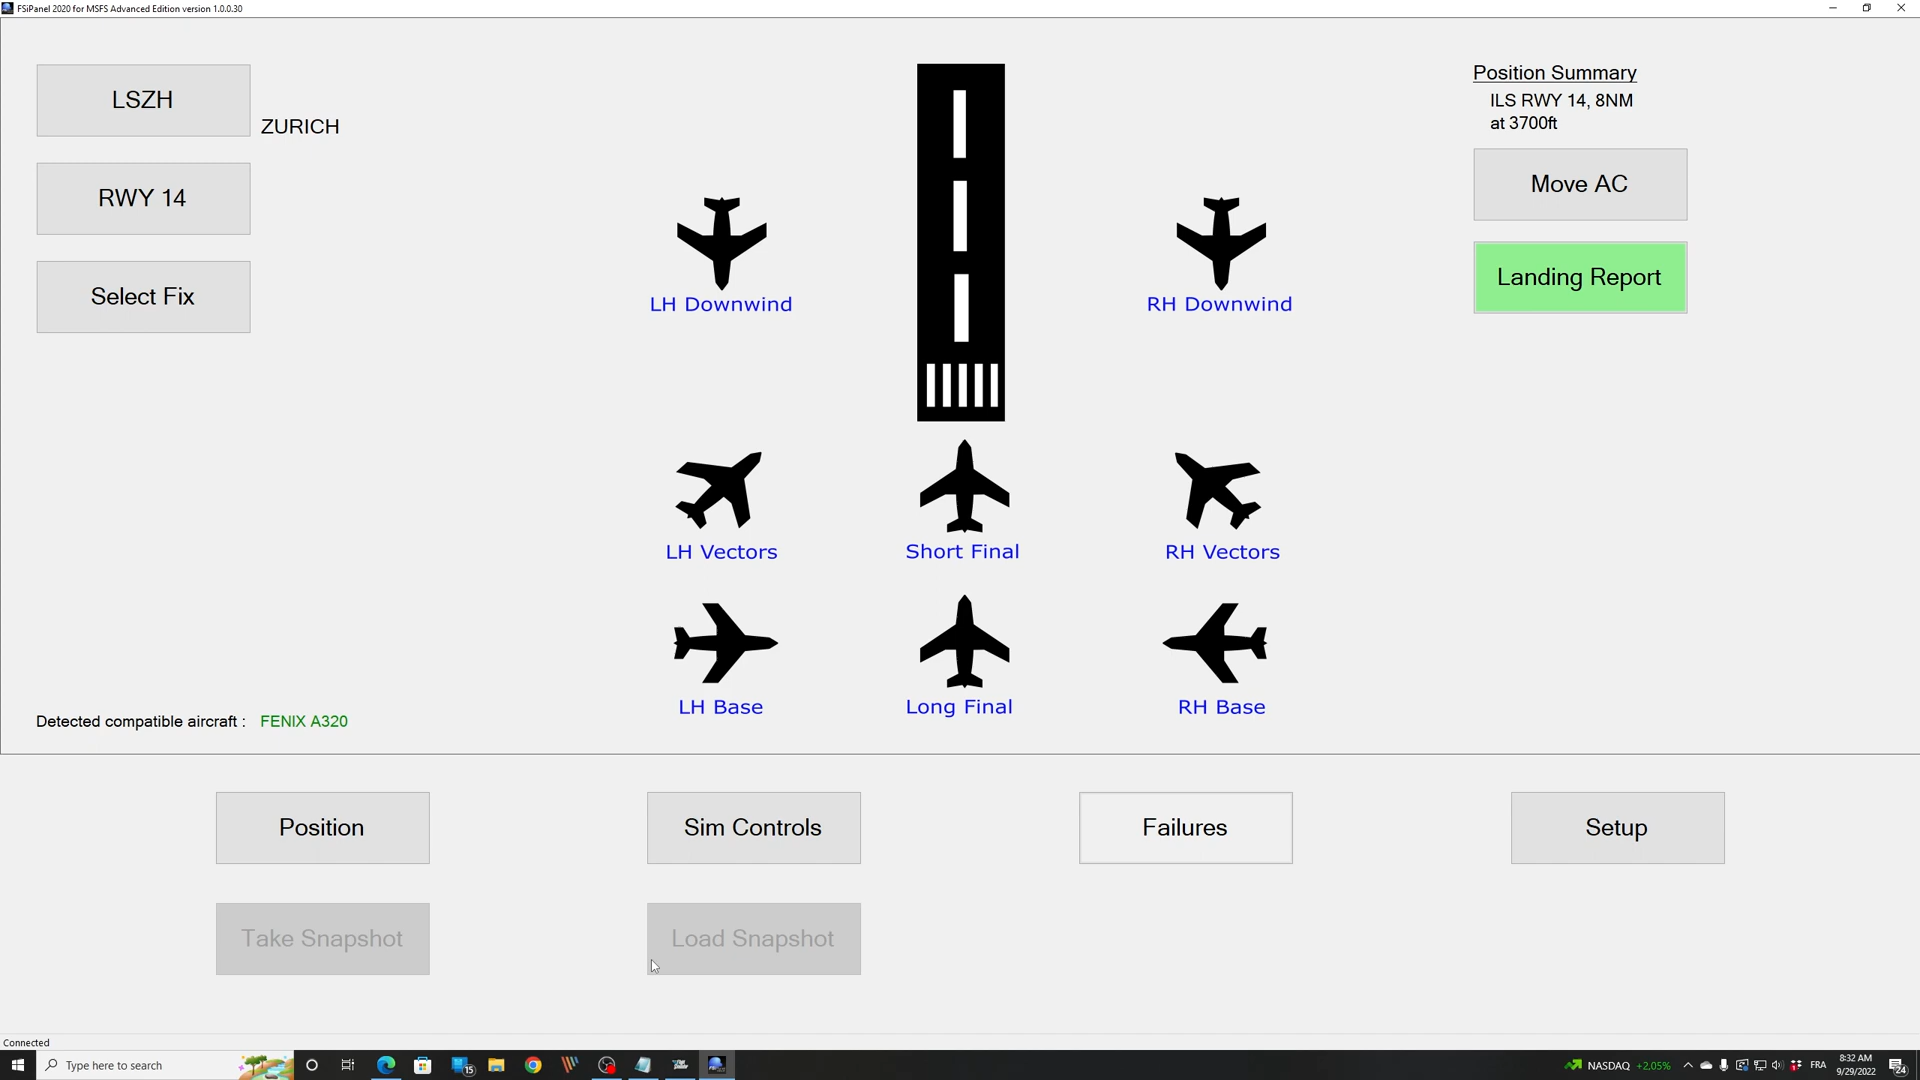 FSiPanel 2020 for MSFS Advanced Edition version 1.0.0.30
LSZH
ZURICH
RWY 14
Select Fix
LH Downwind
RH Downwind
Position Summary
ILS RWY 14, 8NM
at 3700ft
Move AC
Landing Report
LH Vectors
Short Final
RH Vectors
LH Base
Long Final
RH Base
Detected compatible aircraft : FENIX A320
Position
Sim Controls
Failures
Setup
Take Snapshot
Load Snapshot
Connected
Type here to search
15
NASDAQ +2,05%
FRA
8:32 AM
9/29/2022
24